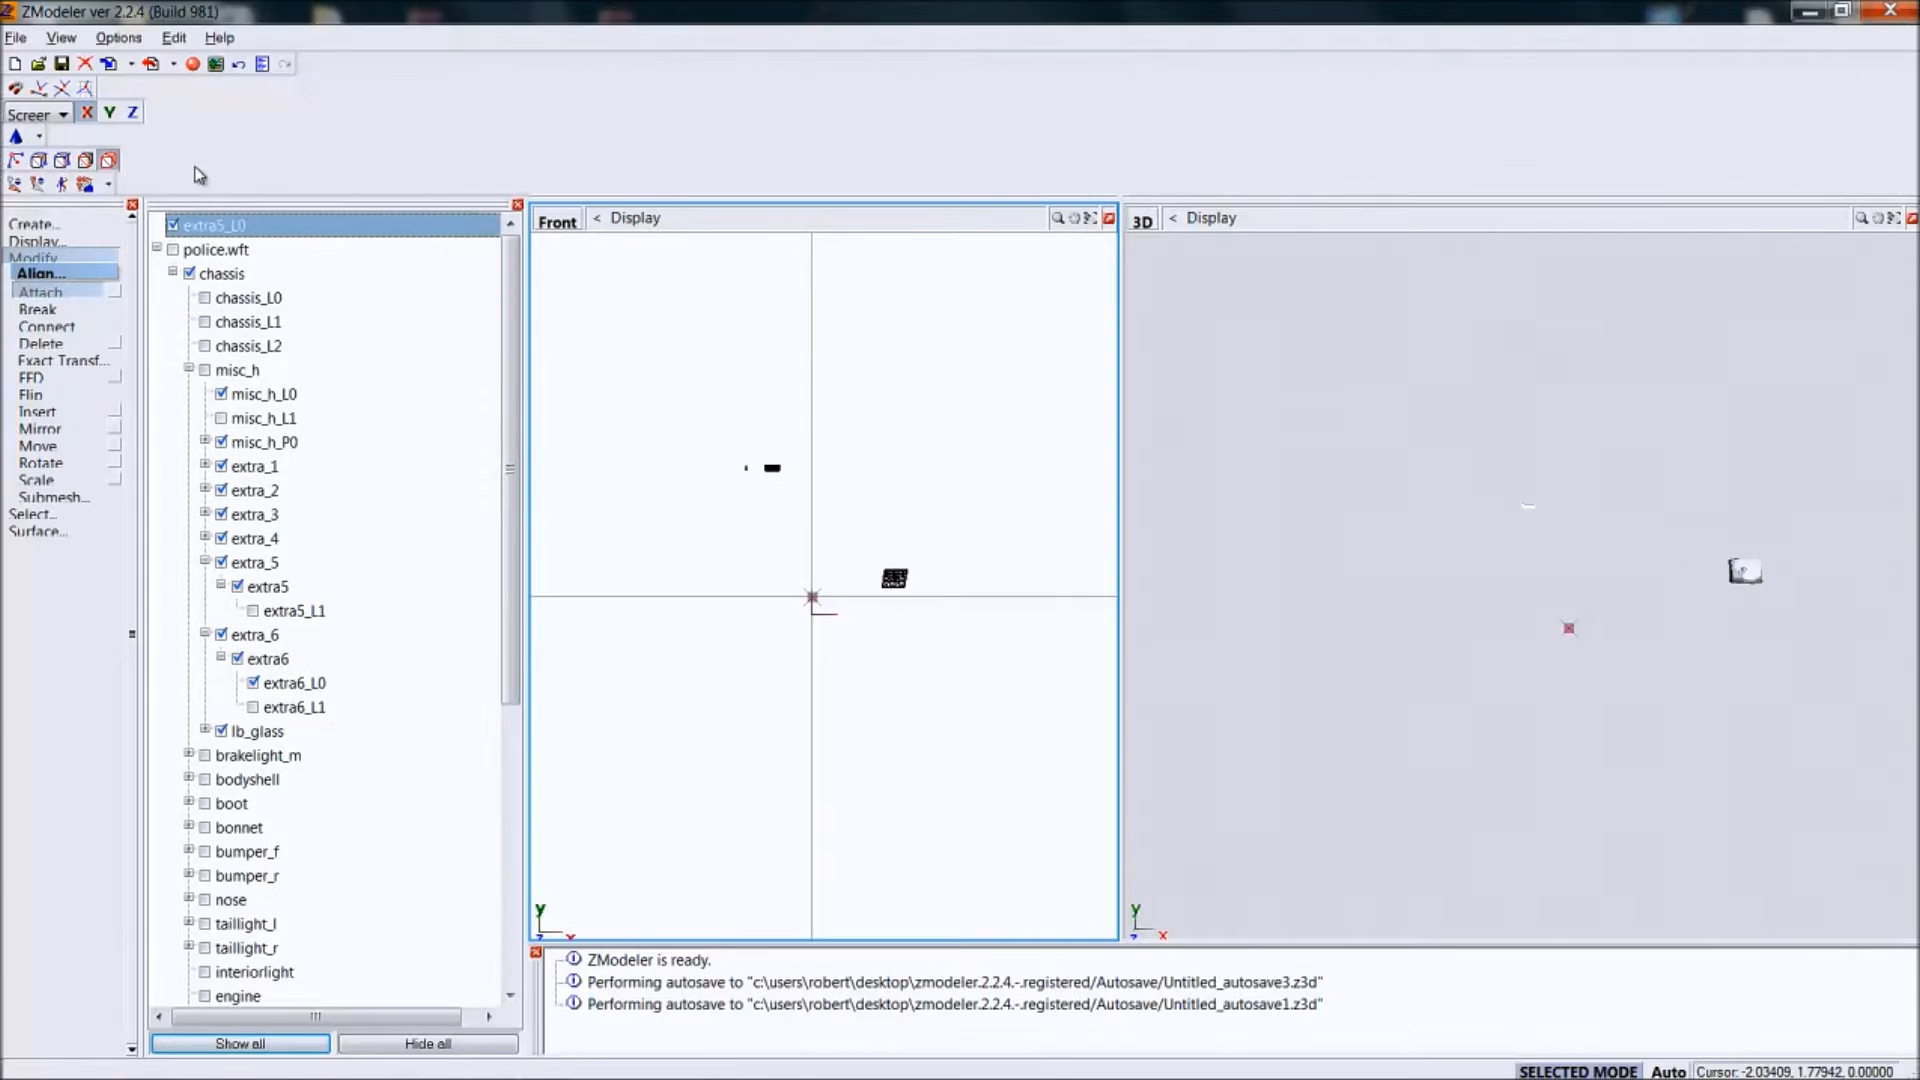 ZModeler ver 2.2.4 (Build 981)
File View Options Edit Help
Screer X Y Z
Create...
Display...
Modify
Align...
Attach
Break
Connect
Delete
Exact Transf...
FFD
Flip
Insert
Mirror
Move
Rotate
Scale
Submesh...
Select...
Surface...
extra5_L0
police.wft
chassis
chassis_L0
chassis_L1
chassis_L2
misc_h
misc_h_L0
misc_h_L1
misc_h_P0
extra_1
extra_2
extra_3
extra_4
extra_5
extra5
extra5_L1
extra_6
extra6
extra6_L0
extra6_L1
lb_glass
brakelight_m
bodyshell
boot
bonnet
bumper_f
bumper_r
nose
taillight_l
taillight_r
interiorlight
engine
Show all Hide all
Front < Display
y
x
3D < Display
y
x
ZModeler is ready.
Performing autosave to "c:\users\robert\desktop\zmodeler.2.2.4.-.registered/Autosave/Untitled_autosave3.z3d"
Performing autosave to "c:\users\robert\desktop\zmodeler.2.2.4.-.registered/Autosave/Untitled_autosave1.z3d"
SELECTED MODE Auto Cursor: -2.03409, 1.77942, 0.00000